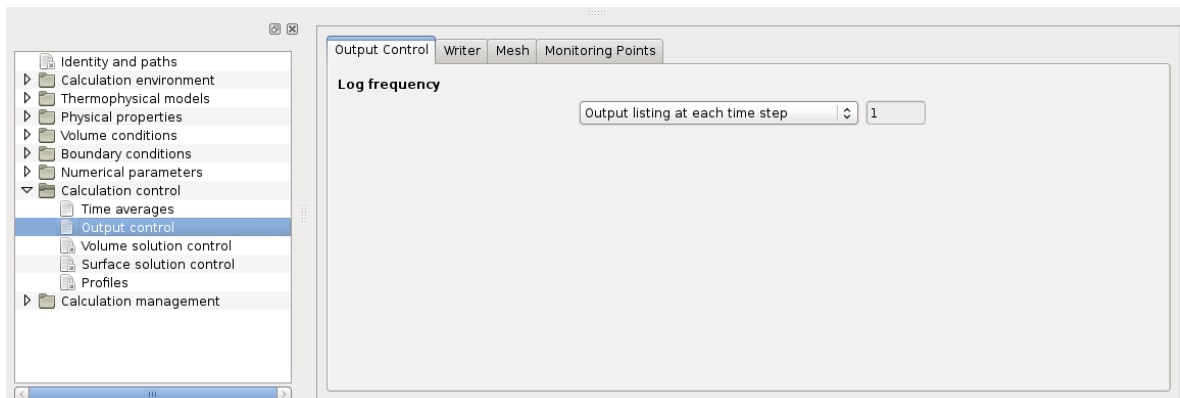 Identity and paths
Calculation environment
Thermophysical models
Physical properties
Volume conditions
Boundary conditions
Numerical parameters
Calculation control
Time averages
Output control
Volume solution control
Surface solution control
Profiles
Calculation management
Output Control Writer Mesh Monitoring Points
Log frequency
Output listing at each time step 1